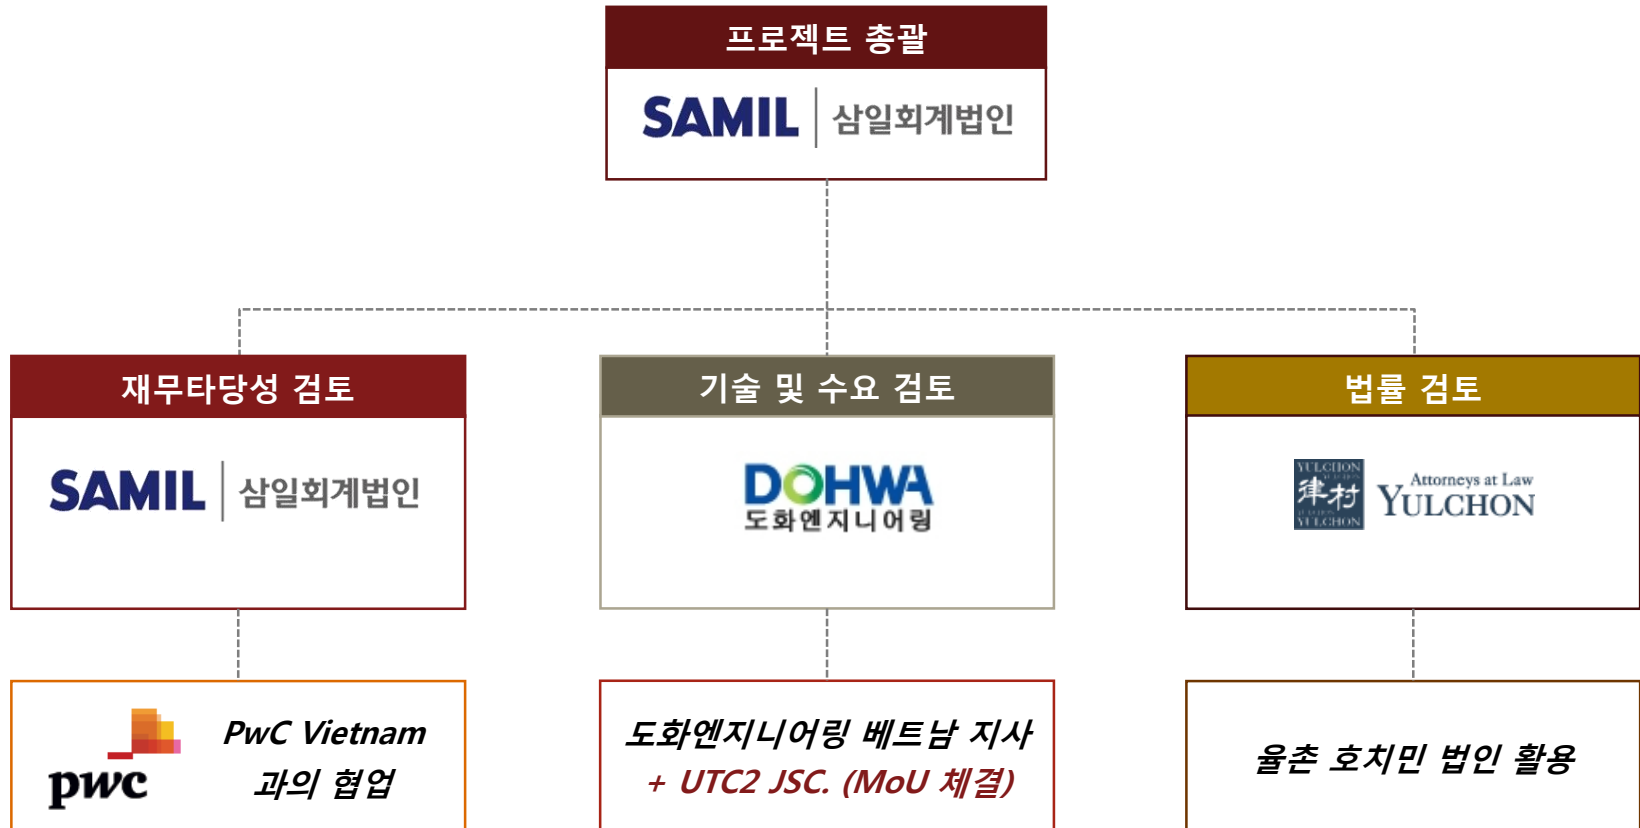 프로젝트 총괄
SAMIL 삼일회계법인
재무타당성 검토
SAMIL 삼일회계법인
기술 및 수요 검토
DOHWA
도화엔지니어링
법률 검토
YULCHON
律村
YULCHON
Attorneys at Law
YULCHON
pwc
PwC Vietnam
과의 협업
도화엔지니어링 베트남 지사
+ UTC2 JSC. (MoU 체결)
율촌 호치민 법인 활용